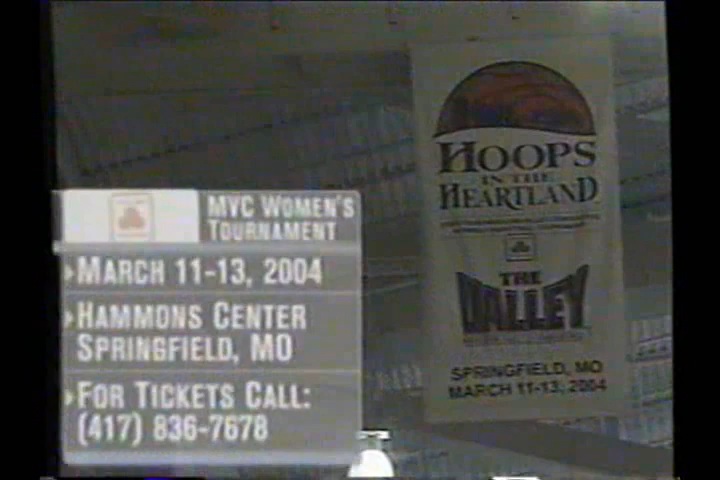 MVC WOMEN'S
TOURNAMENT
MARCH 11-13, 2004
HAMMONS CENTER
SPRINGFIELD, MO
FOR TICKETS CALL:
(417) 836-7678
HOOPS
IN THE
HEARTLAND
THE
VALLEY
SPRINGFIELD, MO
MARCH 11-13, 2004